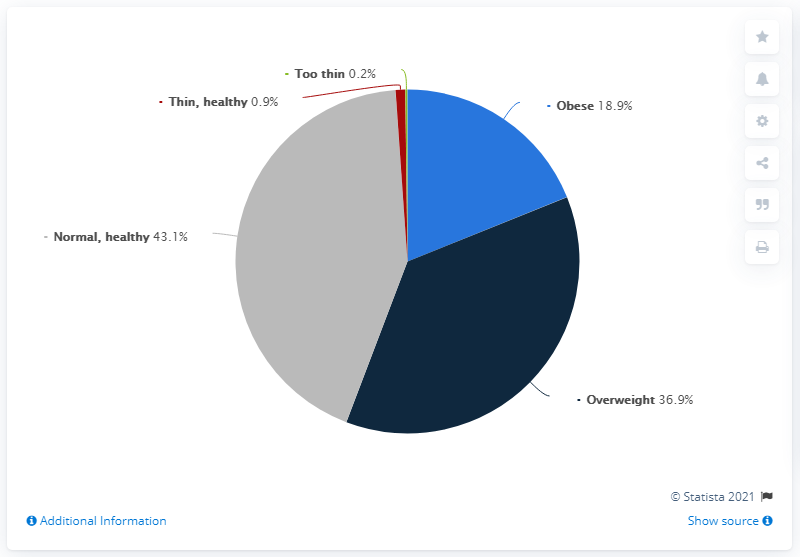 Too thin 0.2%
Thin, healthy 0.9%
Obese 18.9%
Normal, healthy 43.1%
Overweight 36.9%
© Statista 2021
Additional Information
Show source